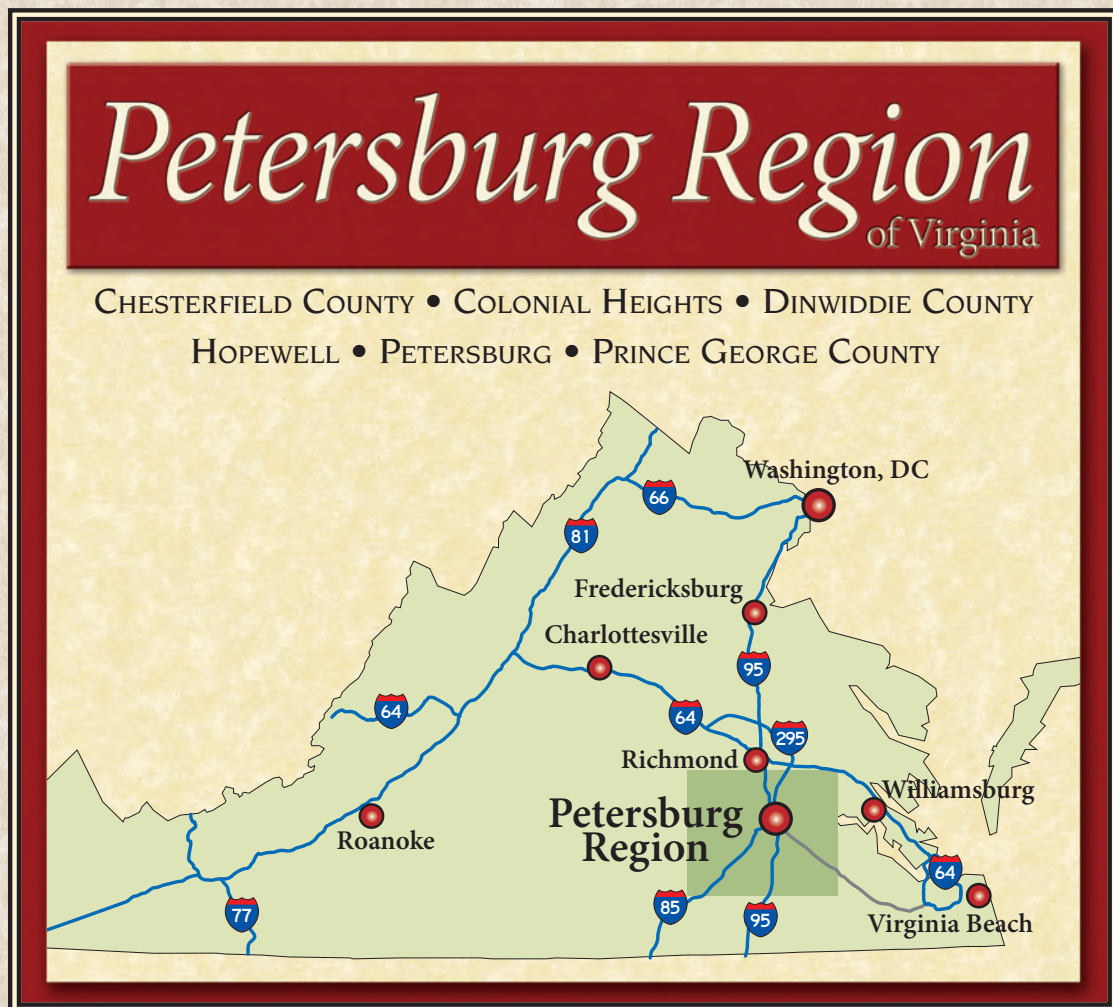 Petersburg Region
of Virginia
Chesterfield County • Colonial Heights • Dinwiddie County
Hopewell • Petersburg • Prince George County
Washington, DC
66
81
Fredericksburg
Charlottesville
95
64
64
295
Richmond
Williamsburg
Petersburg
Region
Roanoke
64
85
77
95
Virginia Beach